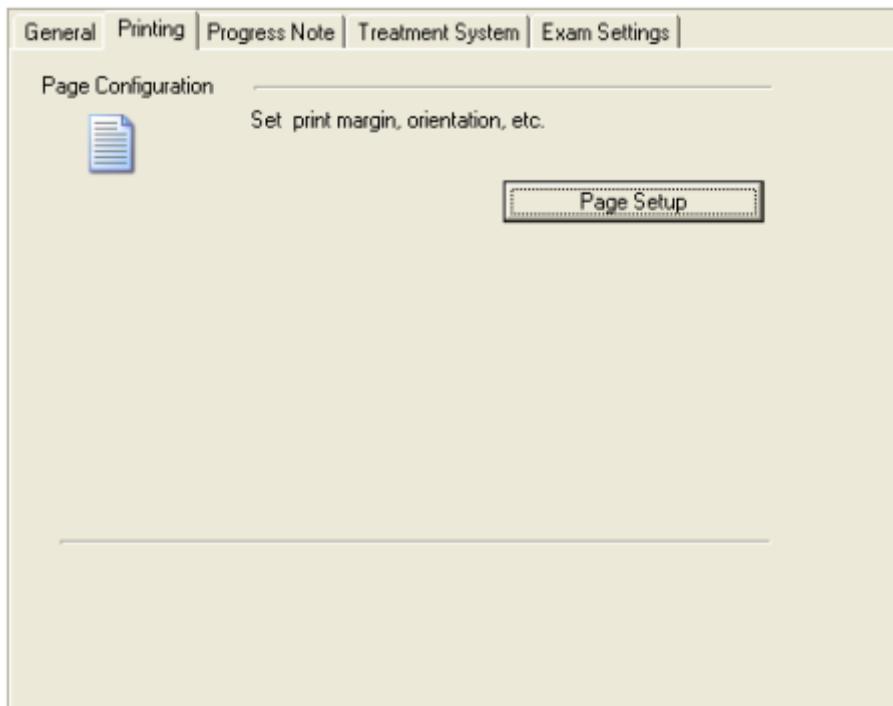 General Printing Progress Note Treatment System Exam Settings
Page Configuration
Set print margin, orientation, etc.
Page Setup